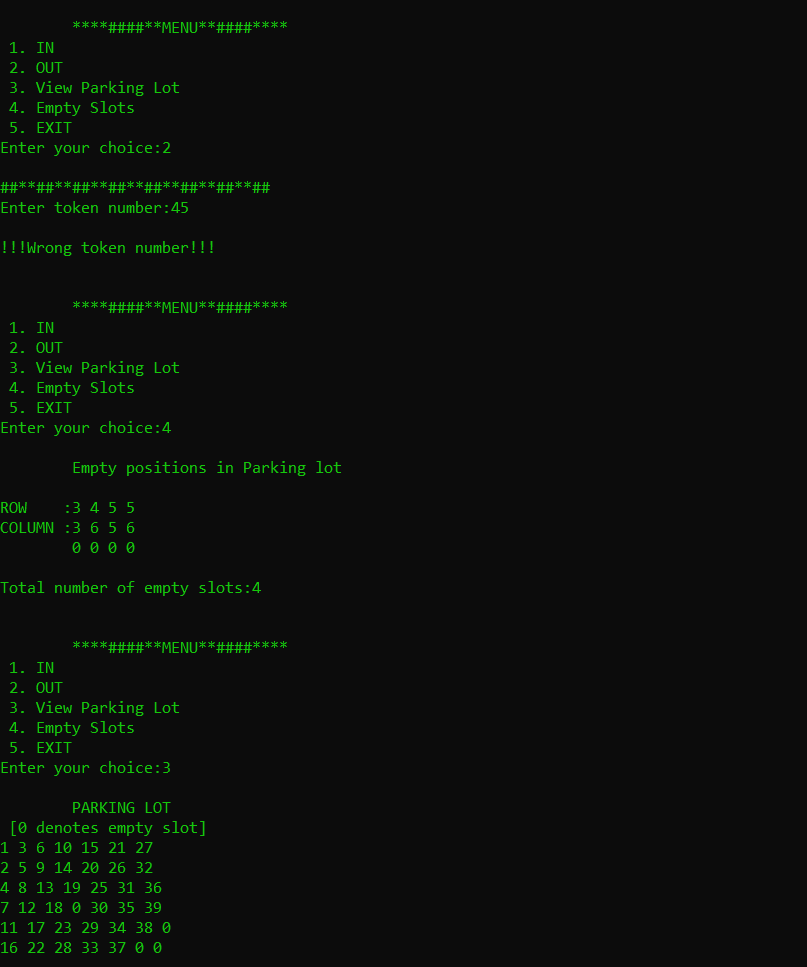 ****####**MENU**####****
1. IN
2. OUT
3. View Parking Lot
4. Empty Slots
5. EXIT
Enter your choice:2
##**##**##**##**##**##**##**##
Enter token number:45
!!!Wrong token number!!!
****####**MENU**####****
1. IN
2. OUT
3. View Parking Lot
4. Empty Slots
5. EXIT
Enter your choice:4
Empty positions in Parking lot
ROW    :3 4 5 5
COLUMN :3 6 5 6
0 0 0 0
Total number of empty slots:4
****####**MENU**####****
1. IN
2. OUT
3. View Parking Lot
4. Empty Slots
5. EXIT
Enter your choice:3
PARKING LOT
[0 denotes empty slot]
1 3 6 10 15 21 27
2 5 9 14 20 26 32
4 8 13 19 25 31 36
7 12 18 0 30 35 39
11 17 23 29 34 38 0
16 22 28 33 37 0 0